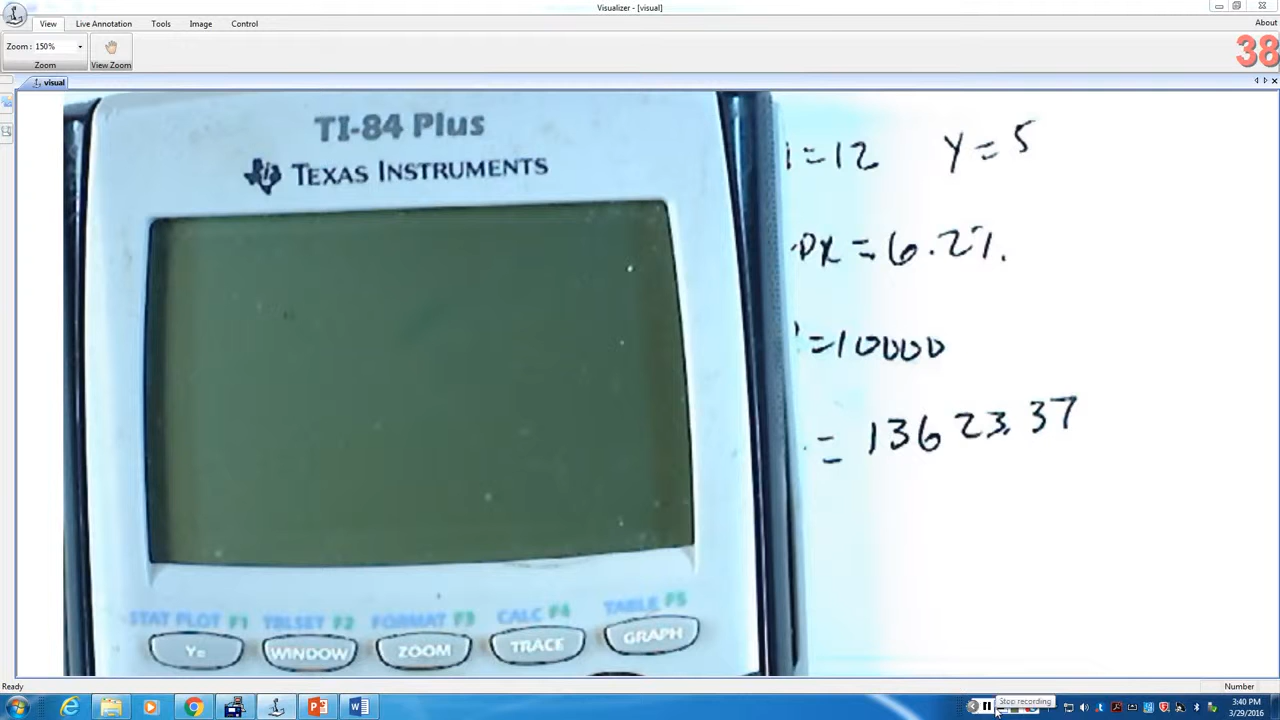 Visualizer - [visual]
View Live Annotation Tools Image Control
About
Zoom : 150%
38
Zoom View Zoom
visual
TI-84 Plus
TEXAS INSTRUMENTS
=12 Y=5
=6.2%
=10000
=13623.37
STAT PLOT F1 TBLSET F2 FORMAT F3 CALC F4 TABLE F5
Y= WINDOW ZOOM TRACE GRAPH
Ready
Number
Stop recording
3:40 PM
3/29/2016